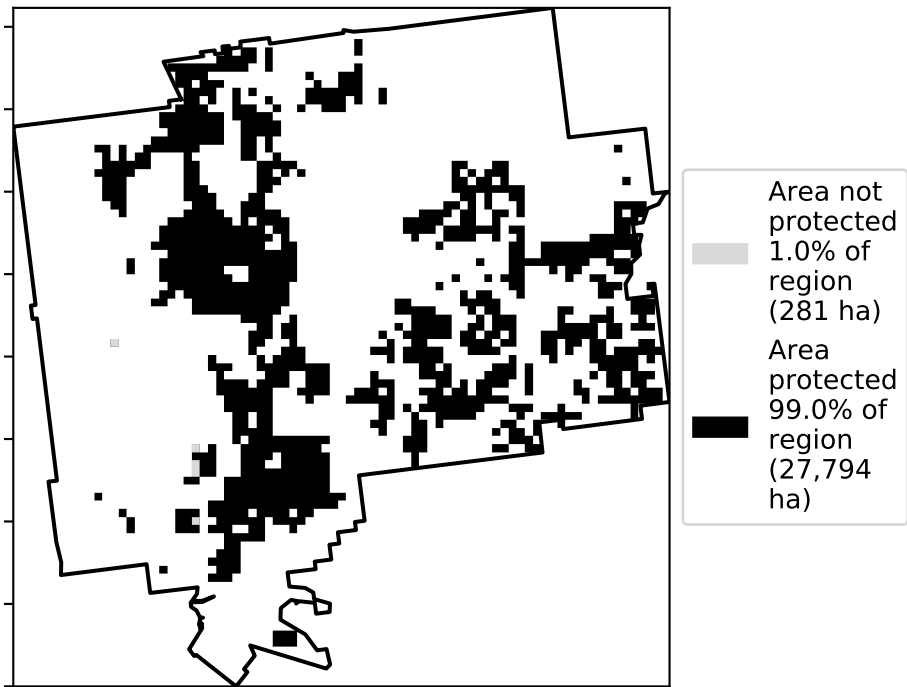 Area not
protected
1.0% of
region
(281 ha)
Area
protected
99.0% of
region
(27,794
ha)